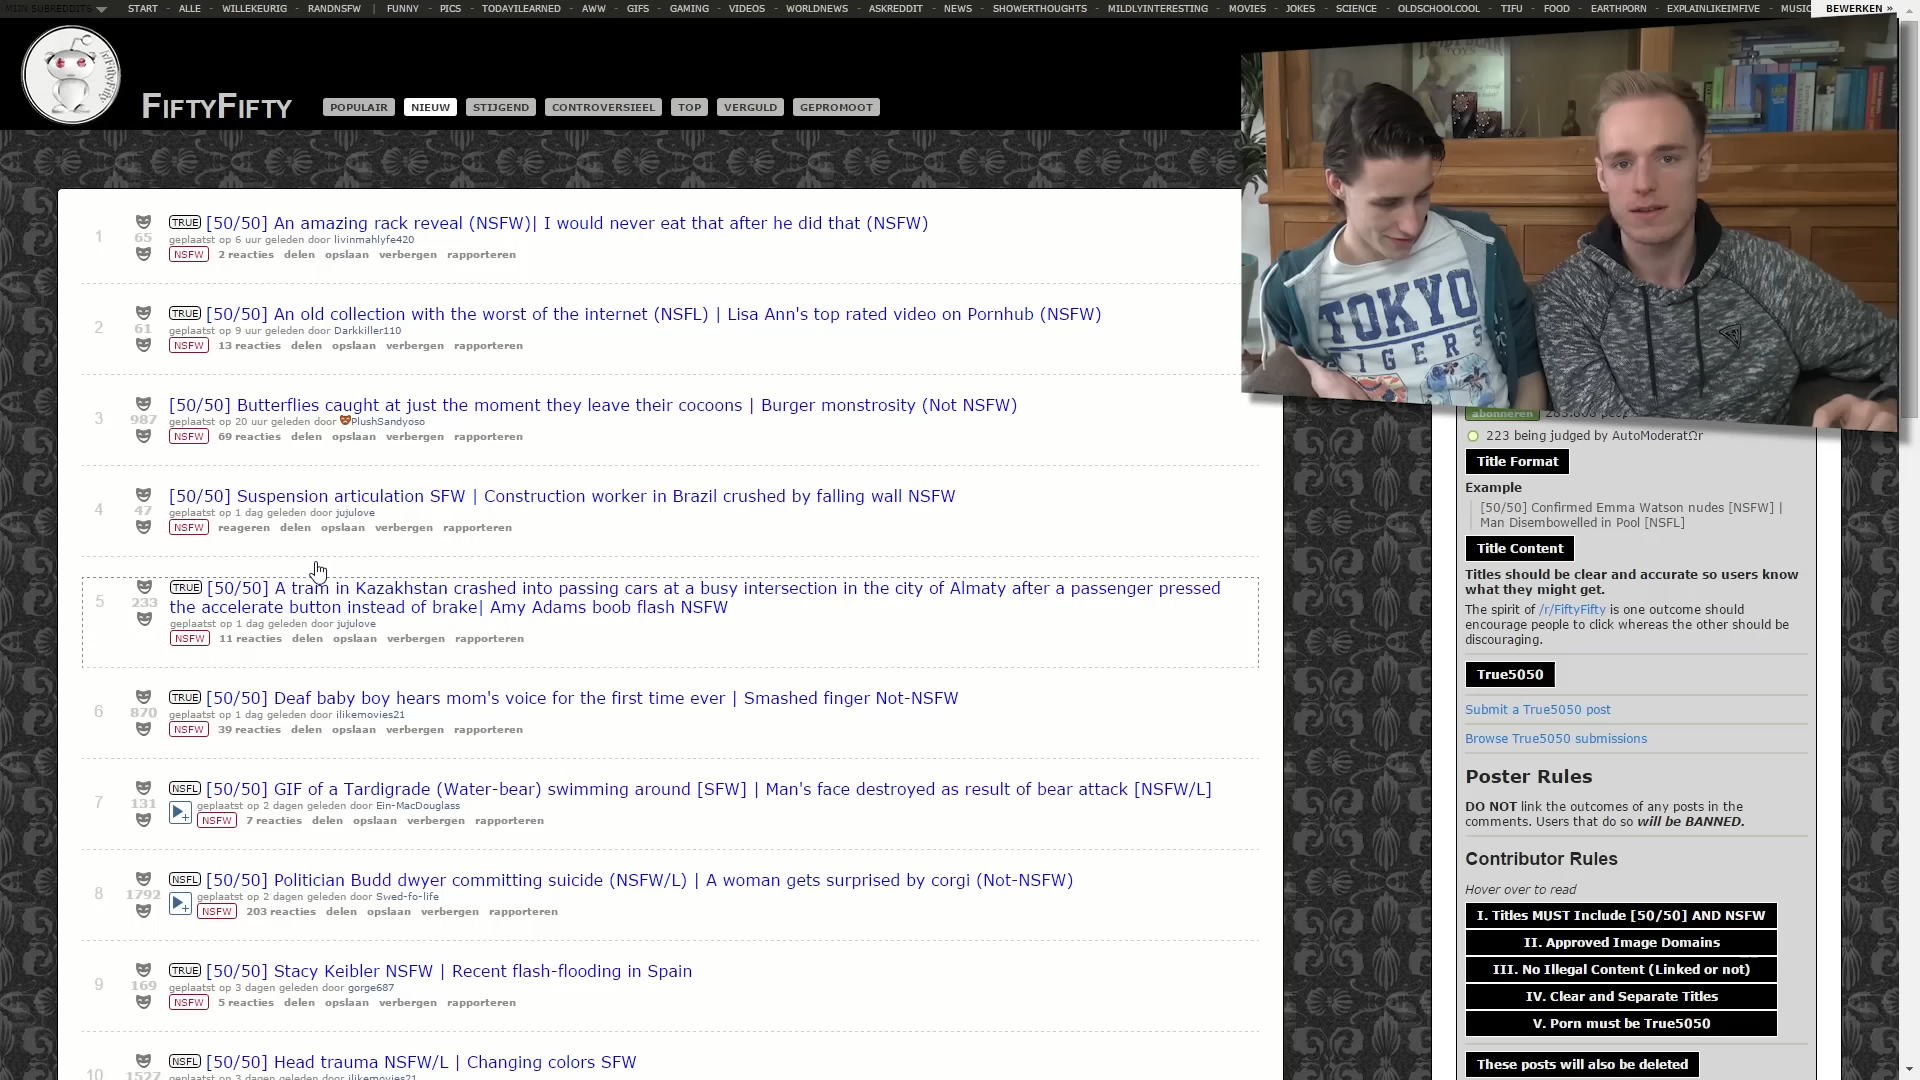 MIJN SUBREDDITS START - ALLE - WILLEKEURIG - RANDNSFW | FUNNY - PICS - TODAYILEARNED - AWW - GIFS - GAMING - VIDEOS - WORLDNEWS - ASKREDDIT - NEWS - SHOWERTHOUGHTS - MILDLYINTERESTING - MOVIES - JOKES - SCIENCE - OLDSCHOOLCOOL - TIFU - FOOD - EARTHPORN - EXPLAINLIKEIMFIVE - MUSIC BEWERKEN »
/r/FiftyFifty
FIFTYFIFTY POPULAIR NIEUW STIJGEND CONTROVERSIEEL TOP VERGULD GEPROMOOT
1 65 TRUE [50/50] An amazing rack reveal (NSFW)| I would never eat that after he did that (NSFW)
geplaatst op 6 uur geleden door livinmahlyfe420
NSFW 2 reacties delen opslaan verbergen rapporteren
2 61 TRUE [50/50] An old collection with the worst of the internet (NSFL) | Lisa Ann's top rated video on Pornhub (NSFW)
geplaatst op 9 uur geleden door Darkkiller110
NSFW 13 reacties delen opslaan verbergen rapporteren
3 987 [50/50] Butterflies caught at just the moment they leave their cocoons | Burger monstrosity (Not NSFW)
geplaatst op 20 uur geleden door PlushSandyoso
NSFW 69 reacties delen opslaan verbergen rapporteren
4 47 [50/50] Suspension articulation SFW | Construction worker in Brazil crushed by falling wall NSFW
geplaatst op 1 dag geleden door jujulove
NSFW reageren delen opslaan verbergen rapporteren
5 233 TRUE [50/50] A train in Kazakhstan crashed into passing cars at a busy intersection in the city of Almaty after a passenger pressed
the accelerate button instead of brake| Amy Adams boob flash NSFW
geplaatst op 1 dag geleden door jujulove
NSFW 11 reacties delen opslaan verbergen rapporteren
6 870 TRUE [50/50] Deaf baby boy hears mom's voice for the first time ever | Smashed finger Not-NSFW
geplaatst op 1 dag geleden door ilikemovies21
NSFW 39 reacties delen opslaan verbergen rapporteren
7 131 NSFL [50/50] GIF of a Tardigrade (Water-bear) swimming around [SFW] | Man's face destroyed as result of bear attack [NSFW/L]
geplaatst op 2 dagen geleden door Ein-MacDouglass
NSFW 7 reacties delen opslaan verbergen rapporteren
8 1792 NSFL [50/50] Politician Budd dwyer committing suicide (NSFW/L) | A woman gets surprised by corgi (Not-NSFW)
geplaatst op 2 dagen geleden door Swed-fo-life
NSFW 203 reacties delen opslaan verbergen rapporteren
9 169 TRUE [50/50] Stacy Keibler NSFW | Recent flash-flooding in Spain
geplaatst op 3 dagen geleden door gorge687
NSFW 5 reacties delen opslaan verbergen rapporteren
10 1527 NSFL [50/50] Head trauma NSFW/L | Changing colors SFW
geplaatst op 3 dagen geleden door ilikemovies21
TOKYO
TIGERS
abonneren
223 being judged by AutoModeratΩr
Title Format
Example
[50/50] Confirmed Emma Watson nudes [NSFW] |
Man Disembowelled in Pool [NSFL]
Title Content
Titles should be clear and accurate so users know
what they might get.
The spirit of /r/FiftyFifty is one outcome should
encourage people to click whereas the other should be
discouraging.
True5050
Submit a True5050 post
Browse True5050 submissions
Poster Rules
DO NOT link the outcomes of any posts in the
comments. Users that do so will be BANNED.
Contributor Rules
Hover over to read
I. Titles MUST Include [50/50] AND NSFW
II. Approved Image Domains
III. No Illegal Content (Linked or not)
IV. Clear and Separate Titles
V. Porn must be True5050
These posts will also be deleted